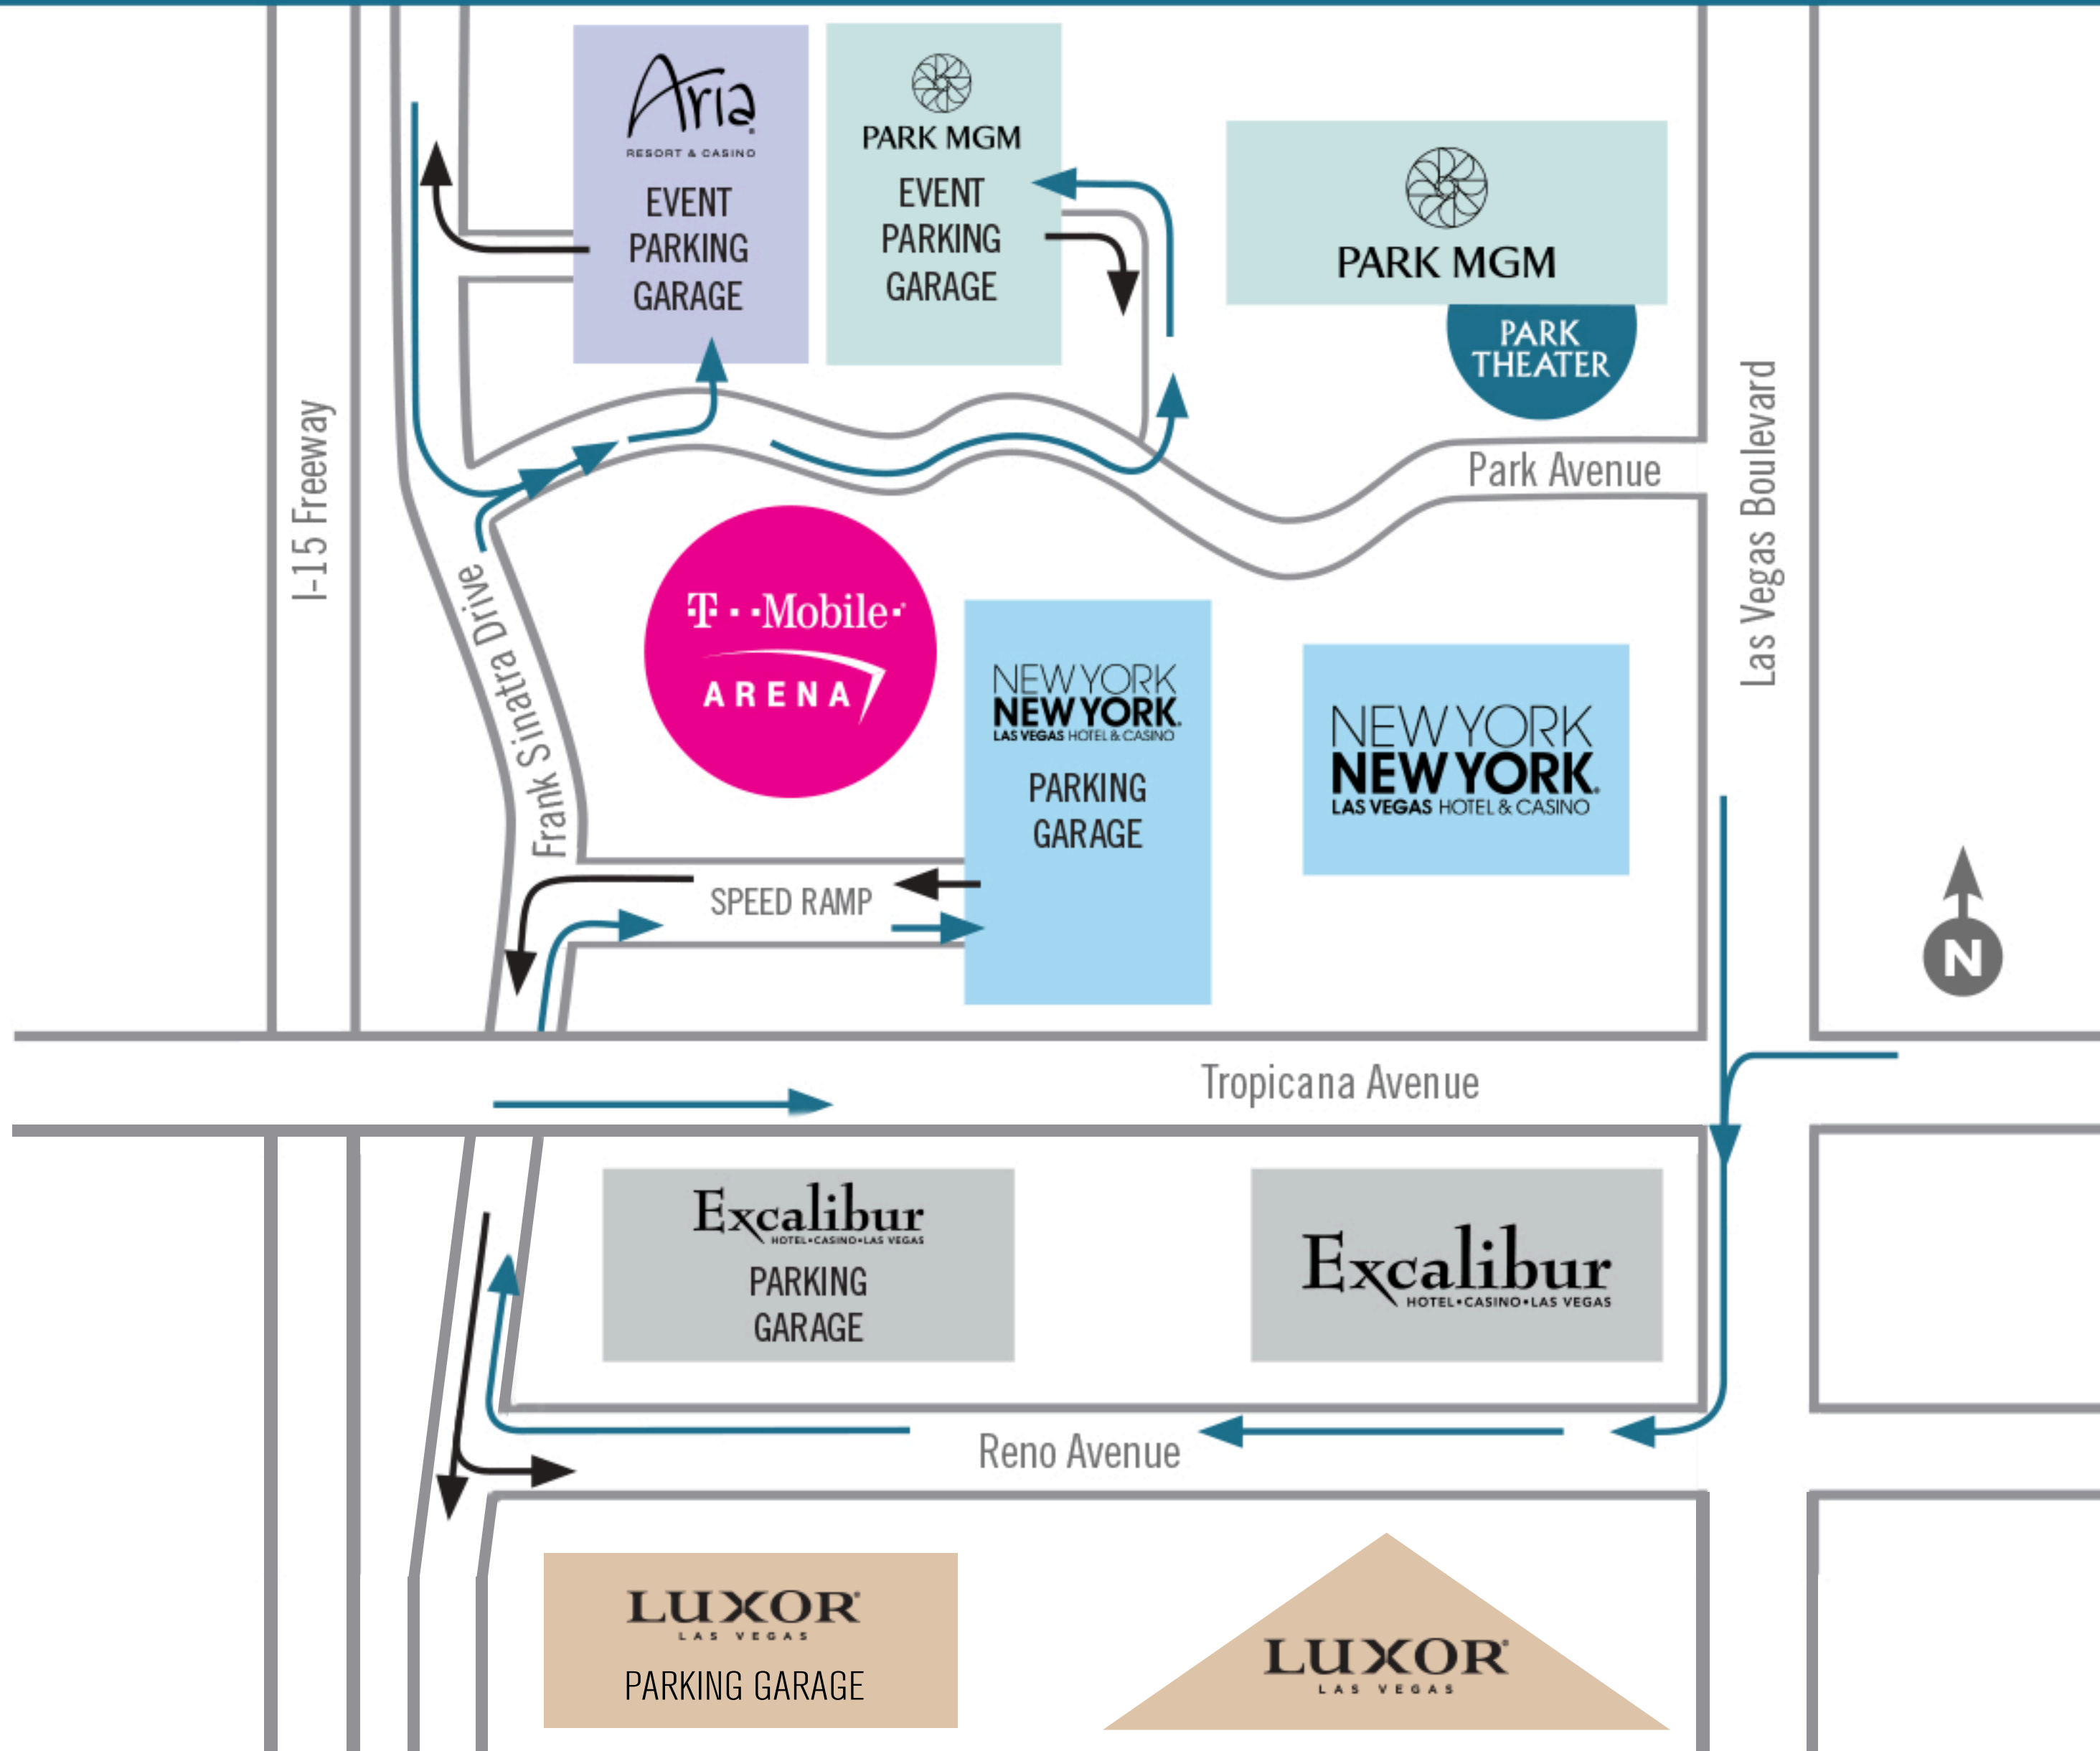 Aria
RESORT & CASINO
EVENT
PARKING
GARAGE
PARK MGM
EVENT
PARKING
GARAGE
PARK MGM
PARK
THEATER
I-15 Freeway
Las Vegas Boulevard
Park Avenue
Frank Sinatra Drive
T··Mobile·
ARENA
NEW YORK
NEW YORK.
LAS VEGAS HOTEL & CASINO
PARKING
GARAGE
NEW YORK
NEW YORK.
LAS VEGAS HOTEL & CASINO
SPEED RAMP
N
Tropicana Avenue
Excalibur
HOTEL•CASINO•LAS VEGAS
PARKING
GARAGE
Excalibur
HOTEL•CASINO•LAS VEGAS
Reno Avenue
LUXOR®
LAS VEGAS
PARKING GARAGE
LUXOR®
LAS VEGAS